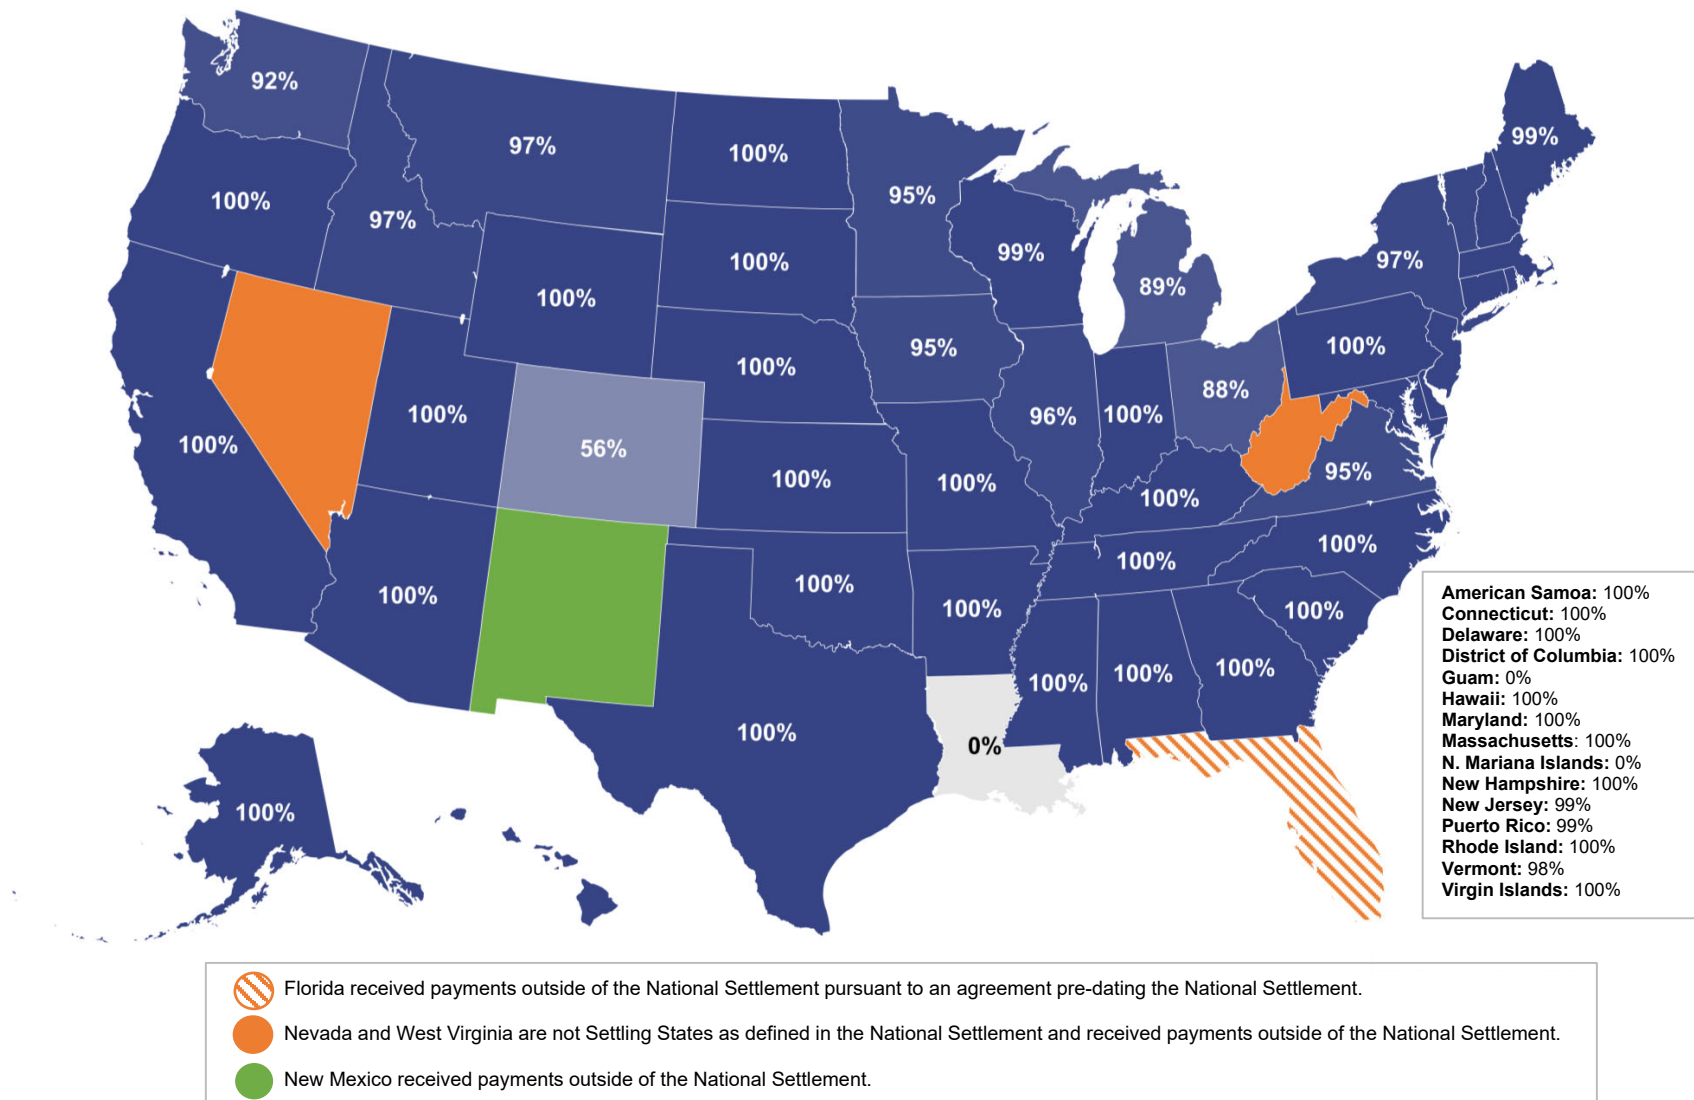 92%
97%
100%
99%
100%
95%
100%
97%
99%
97%
100%
89%
100%
100%
95%
100%
88%
100%
100%
96%
100%
100%
56%
95%
100%
100%
100%
100%
100%
100%
100%
100%
100%
100%
100%
100%
100%
100%
0%
100%
American Samoa: 100%
Connecticut: 100%
Delaware: 100%
District of Columbia: 100%
Guam: 0%
Hawaii: 100%
Maryland: 100%
Massachusetts: 100%
N. Mariana Islands: 0%
New Hampshire: 100%
New Jersey: 99%
Puerto Rico: 99%
Rhode Island: 100%
Vermont: 98%
Virgin Islands: 100%
Florida received payments outside of the National Settlement pursuant to an agreement pre-dating the National Settlement.
Nevada and West Virginia are not Settling States as defined in the National Settlement and received payments outside of the National Settlement.
New Mexico received payments outside of the National Settlement.